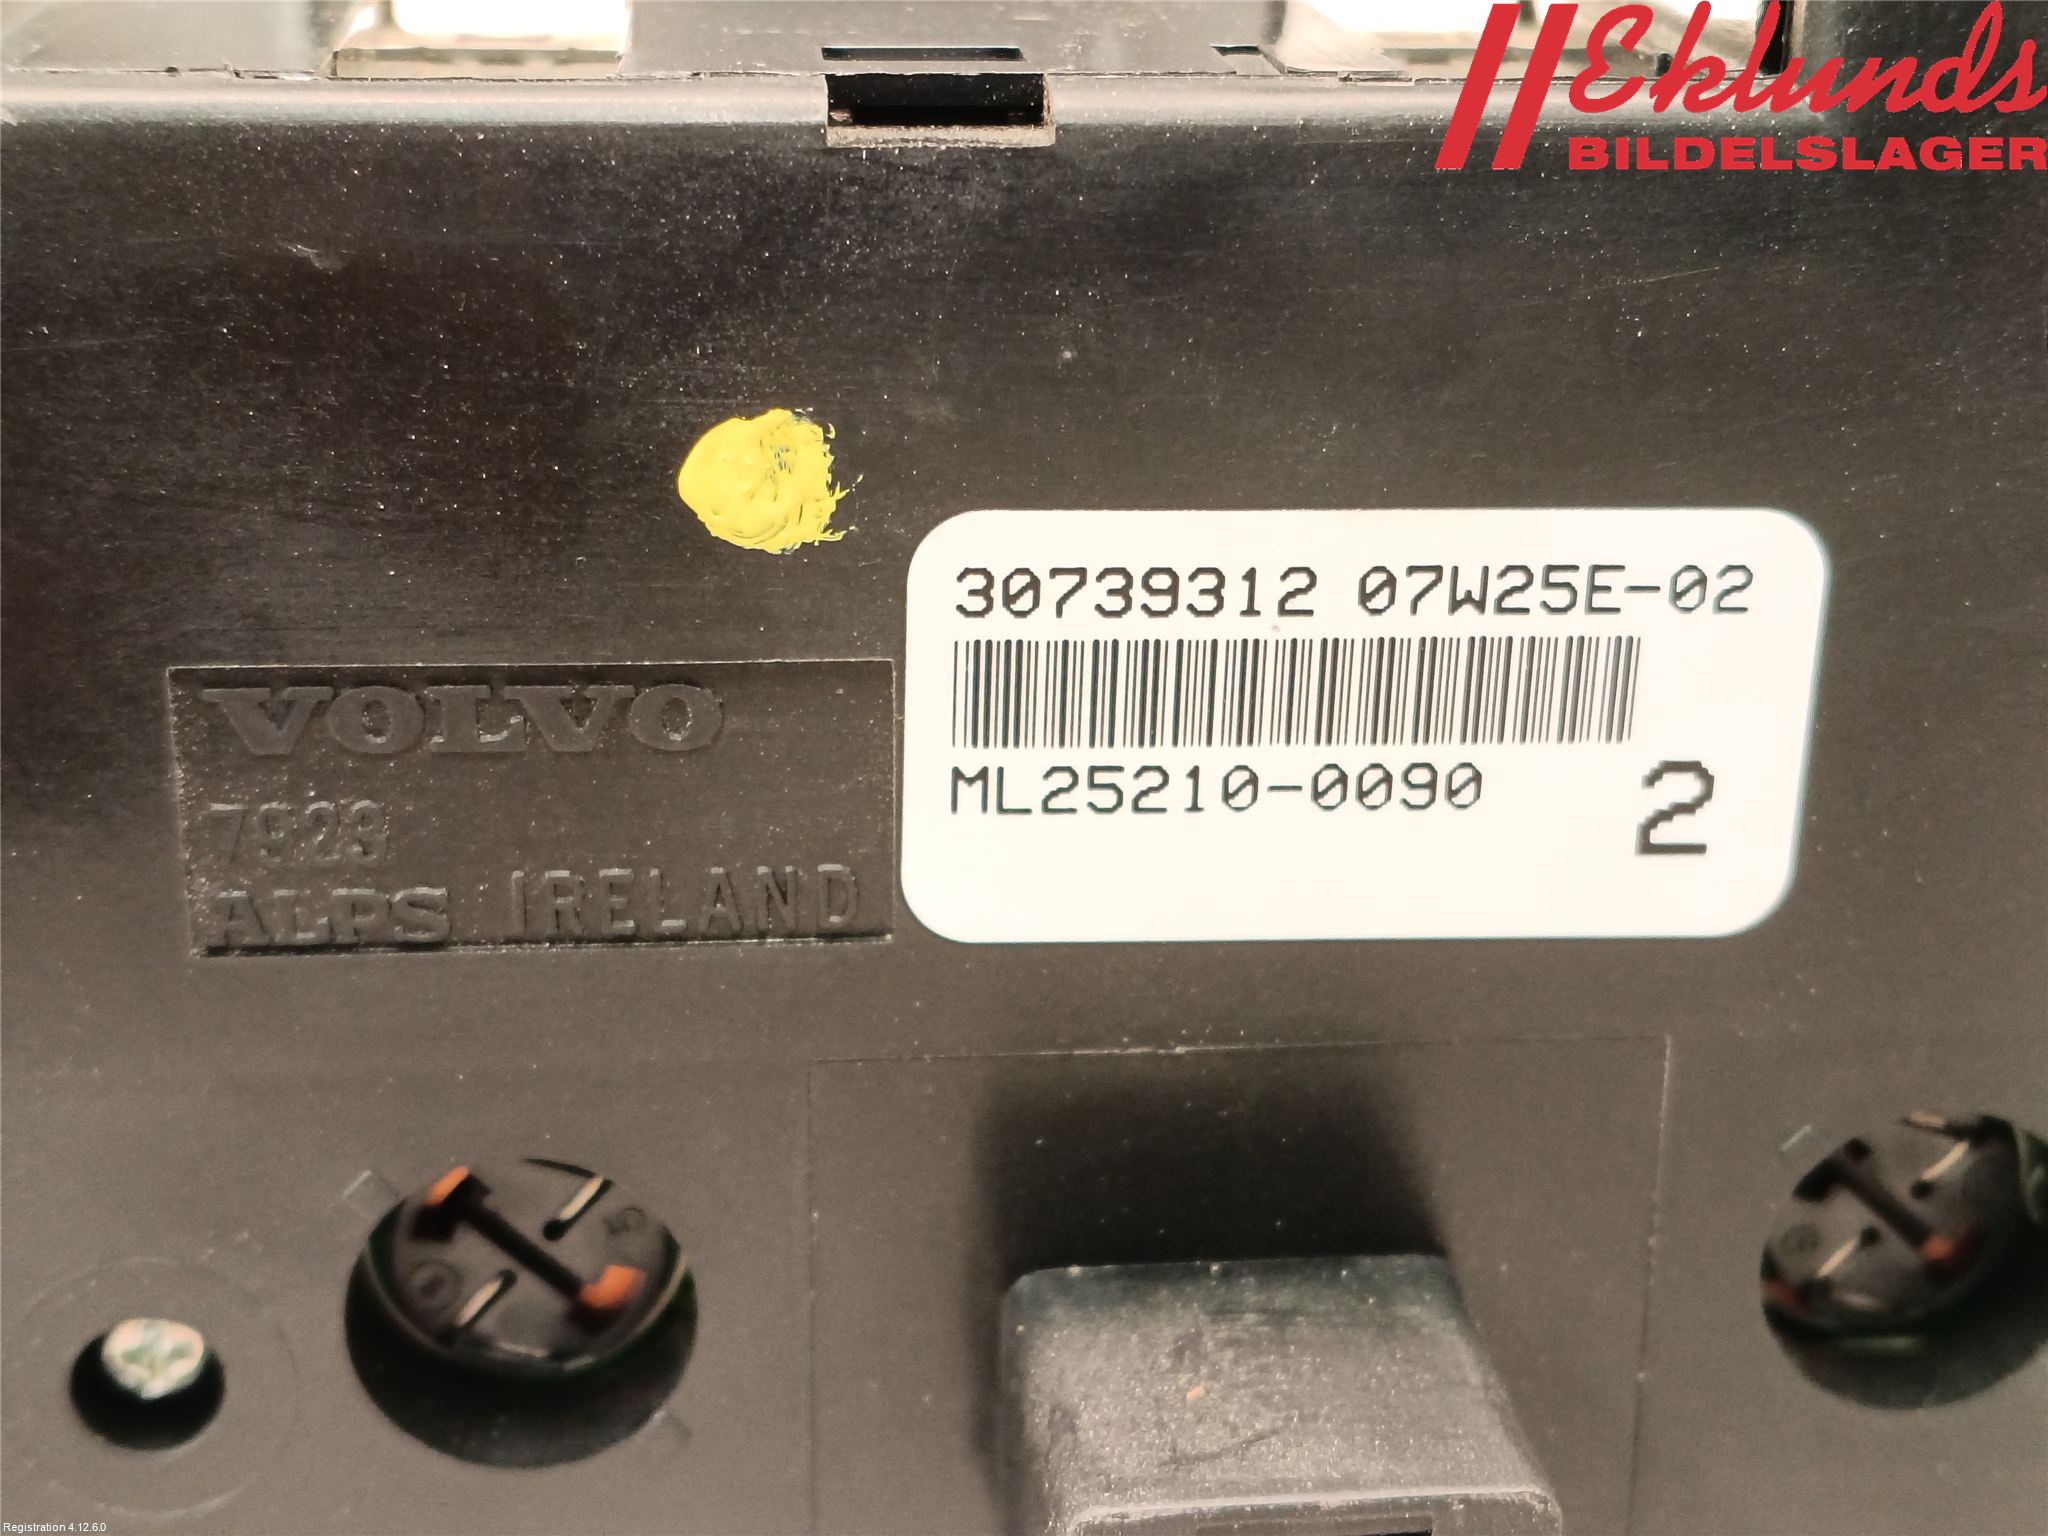 Eklunds
BILDELSLAGER
30739312 07W25E-02
ML25210-0090
2
VOLVO
7923
ALPS IRELAND
Registration 4.12.6.0